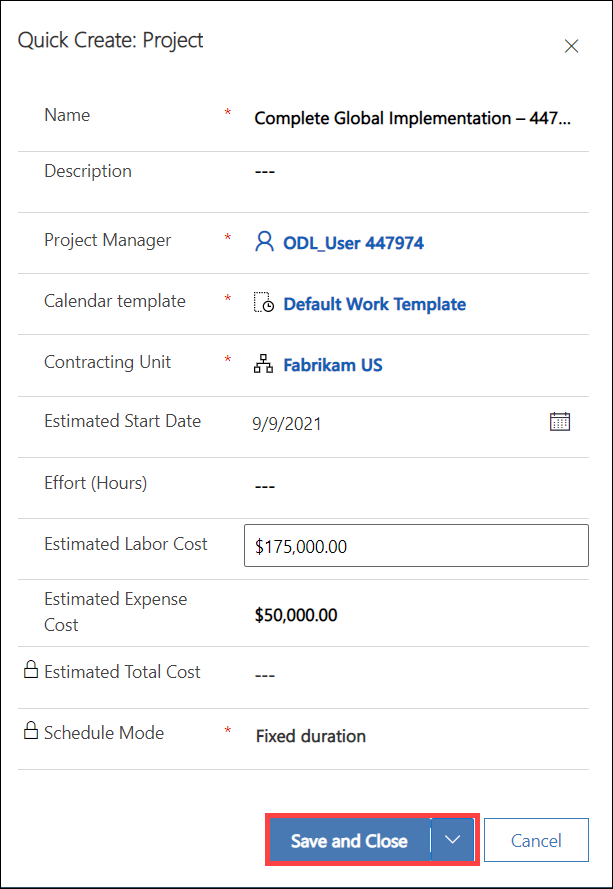 Quick Create: Project
Name * Complete Global Implementation – 447...
Description ---
Project Manager * ODL_User 447974
Calendar template * Default Work Template
Contracting Unit * Fabrikam US
Estimated Start Date 9/9/2021
Effort (Hours) ---
Estimated Labor Cost $175,000.00
Estimated Expense
Cost $50,000.00
Estimated Total Cost ---
Schedule Mode * Fixed duration
Save and Close Cancel